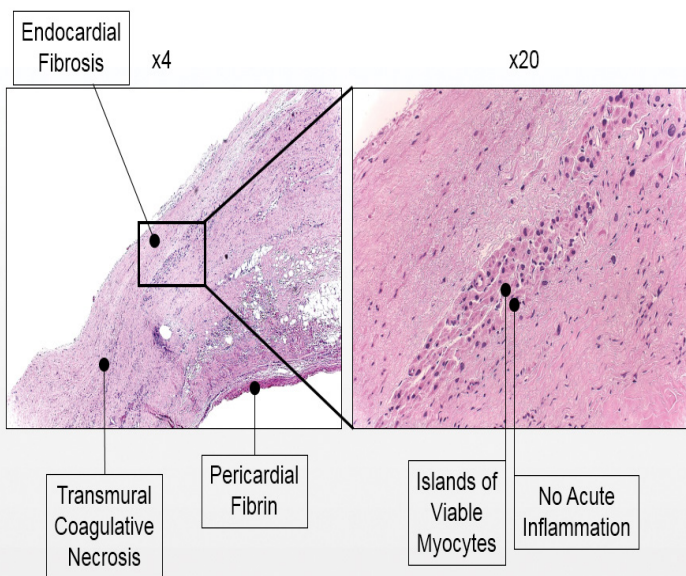 Endocardial
Fibrosis
x4
x20
Transmural
Coagulative
Necrosis
Pericardial
Fibrin
Islands of
Viable
Myocytes
No Acute
Inflammation